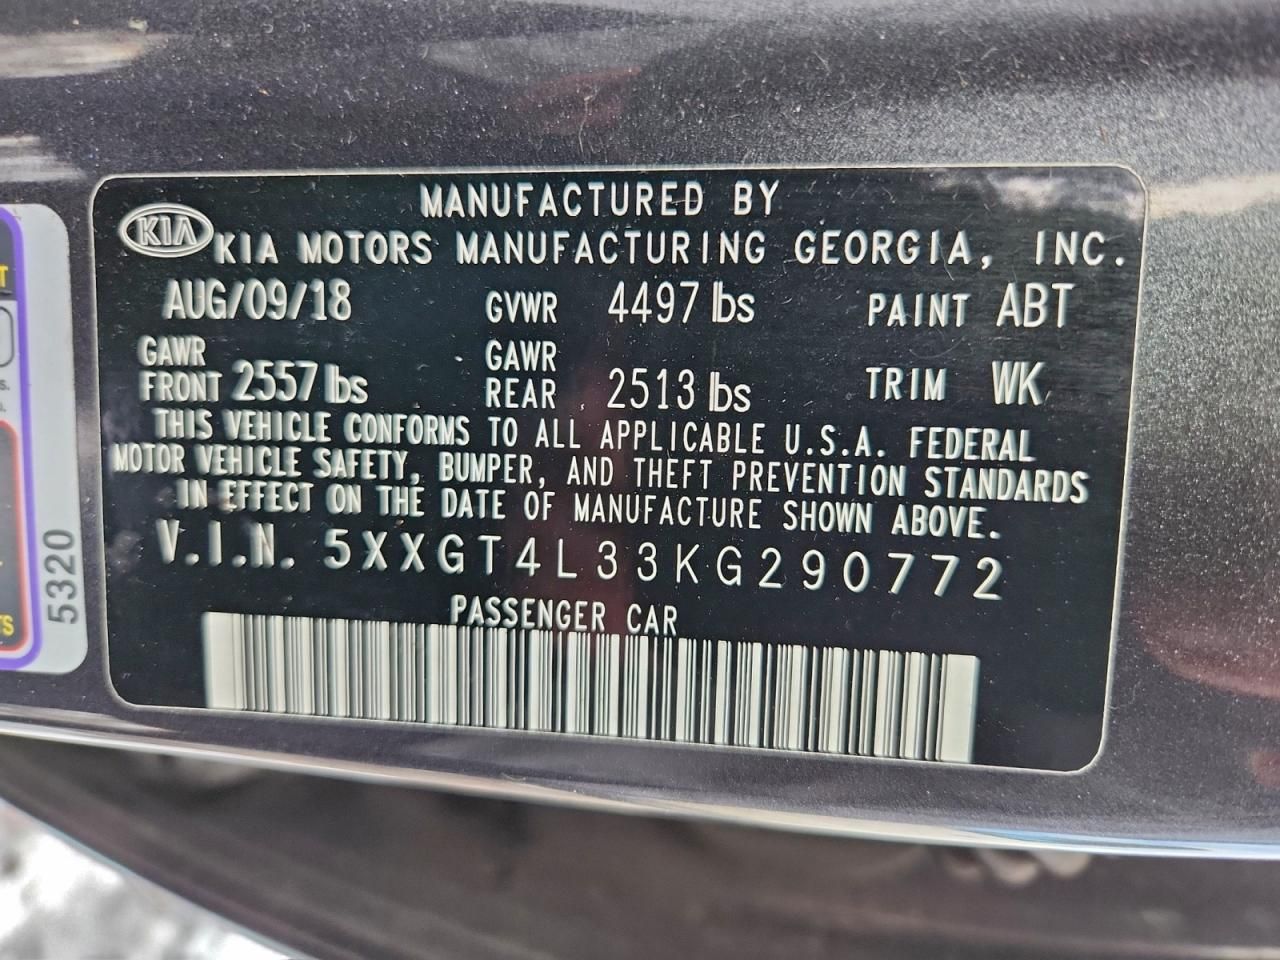 MANUFACTURED BY
KIA KIA MOTORS MANUFACTURING GEORGIA, INC.
AUG/09/18 GVWR 4497 lbs PAINT ABT
GAWR FRONT 2557 lbs GAWR REAR 2513 lbs TRIM WK
THIS VEHICLE CONFORMS TO ALL APPLICABLE U.S.A. FEDERAL
MOTOR VEHICLE SAFETY, BUMPER, AND THEFT PREVENTION STANDARDS
IN EFFECT ON THE DATE OF MANUFACTURE SHOWN ABOVE.
V.I.N. 5XXGT4L33KG290772
PASSENGER CAR
5320